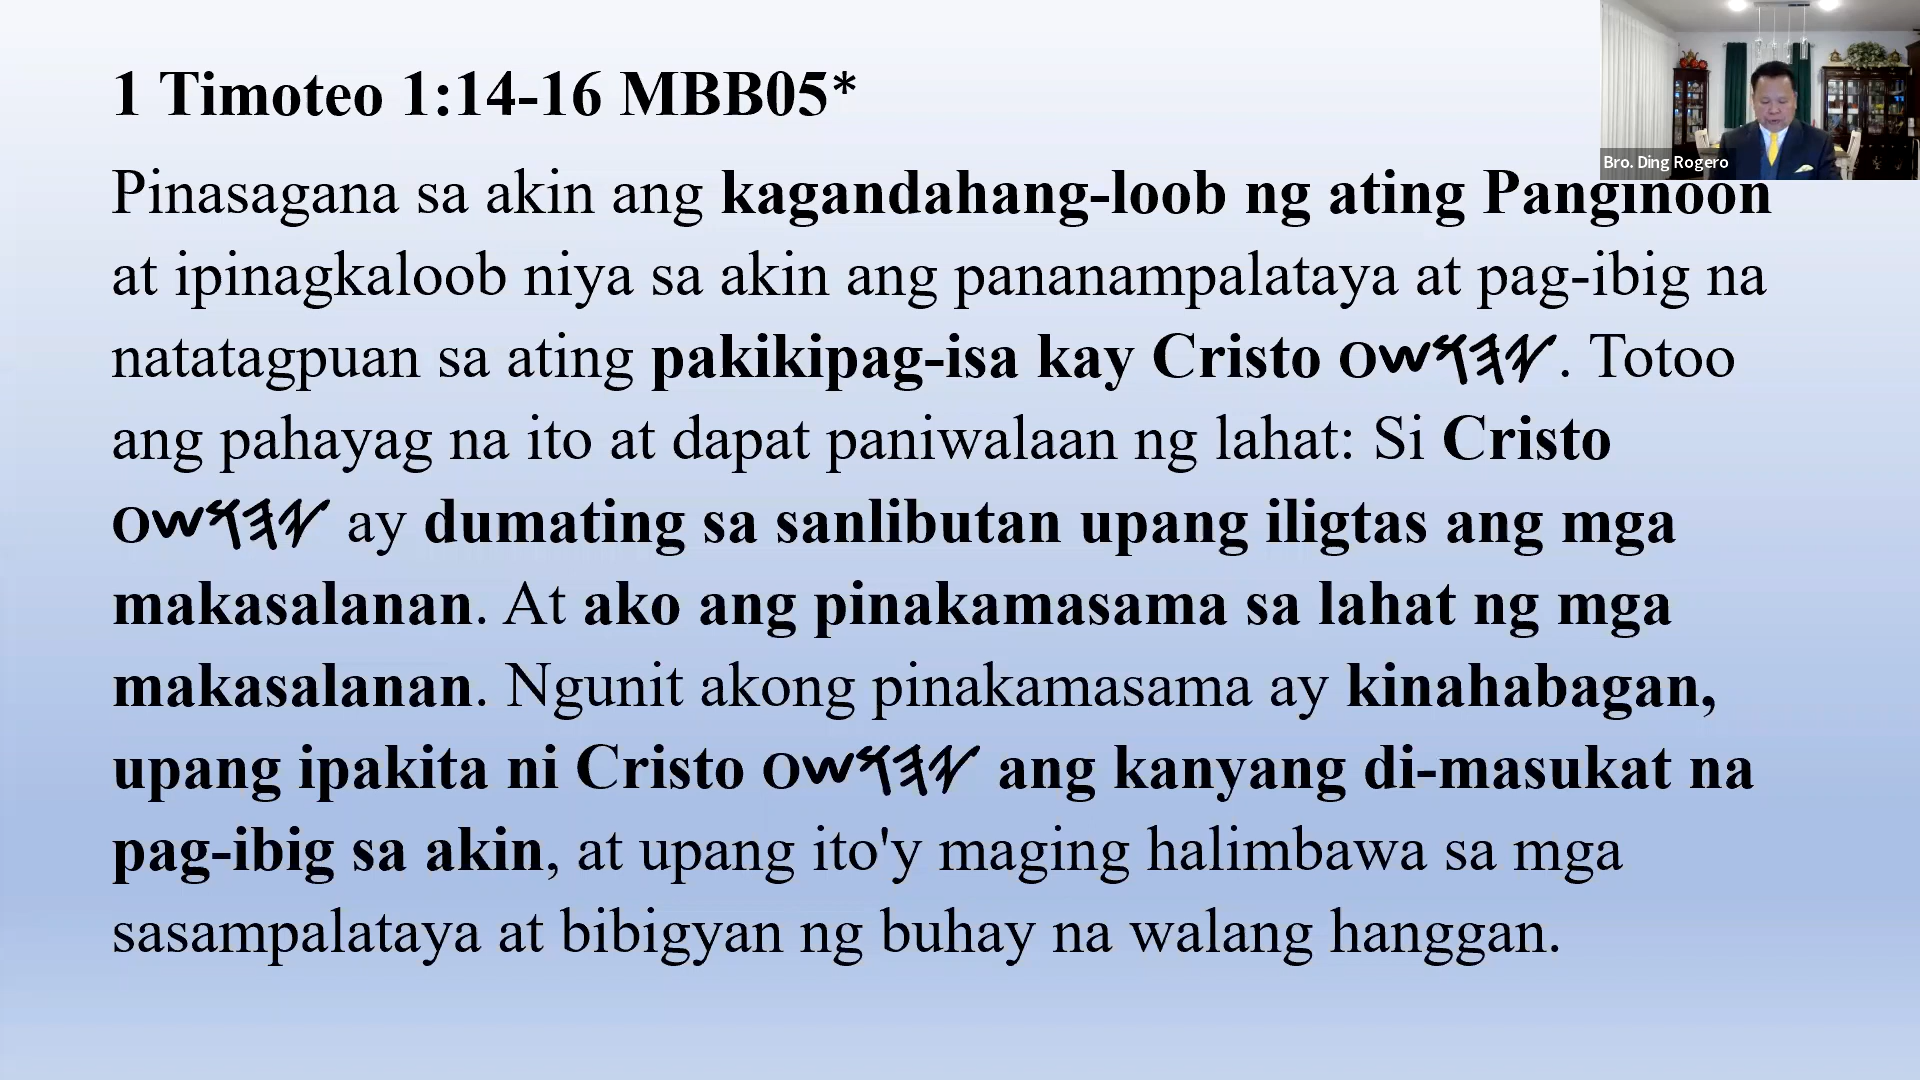 1 Timoteo 1:14-16 MBB05*
Bro. Ding Rogero
Pinasagana sa akin ang kagandahang-loob ng ating Panginoon
at ipinagkaloob niya sa akin ang pananampalataya at pag-ibig na
natatagpuan sa ating pakikipag-isa kay Cristo 𐤉𐤄𐤅𐤔𐤏. Totoo
ang pahayag na ito at dapat paniwalaan ng lahat: Si Cristo
𐤉𐤄𐤅𐤔𐤏 ay dumating sa sanlibutan upang iligtas ang mga
makasalanan. At ako ang pinakamasama sa lahat ng mga
makasalanan. Ngunit akong pinakamasama ay kinahabagan,
upang ipakita ni Cristo 𐤉𐤄𐤅𐤔𐤏 ang kanyang di-masukat na
pag-ibig sa akin, at upang ito'y maging halimbawa sa mga
sasampalataya at bibigyan ng buhay na walang hanggan.